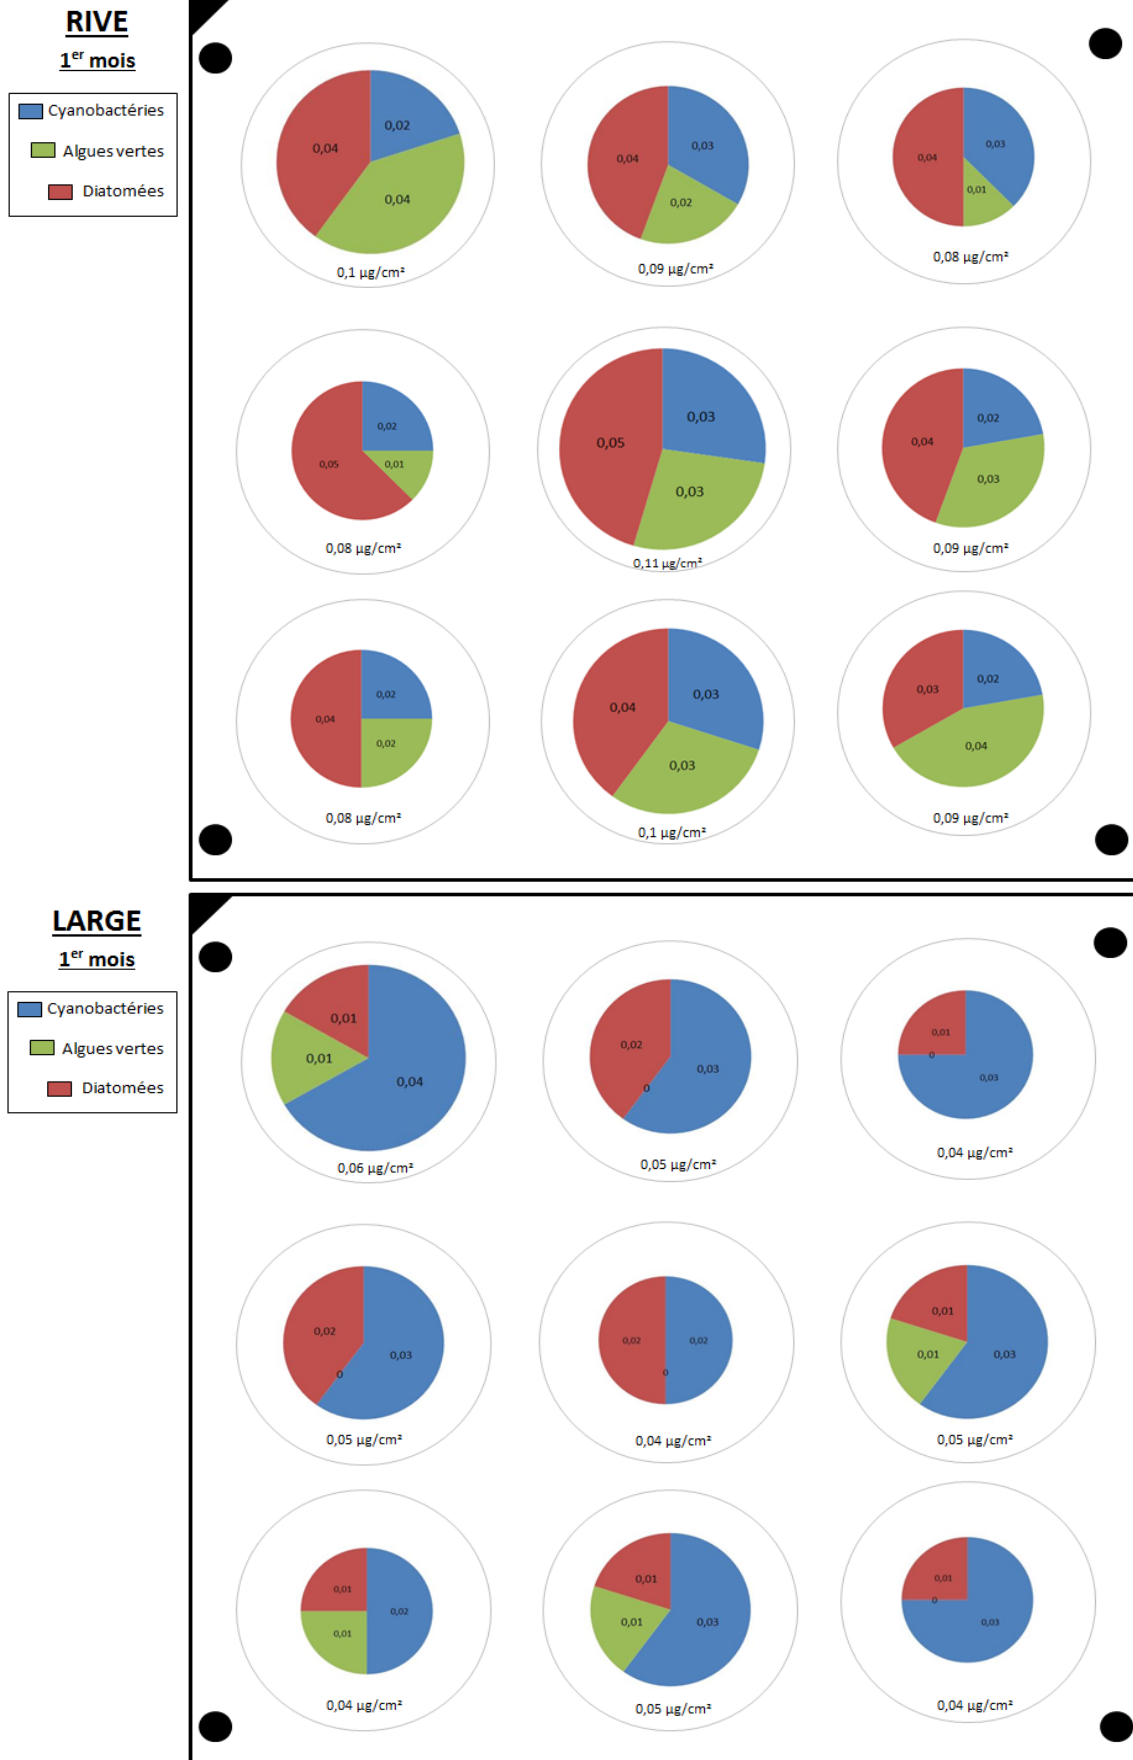 RIVE
1er mois
Cyanobactéries
Algues vertes
Diatomées
0,04
0,02
0,04
0,1 µg/cm²
0,04
0,03
0,02
0,09 µg/cm²
0,04
0,03
0,01
0,08 µg/cm²
0,02
0,05
0,01
0,08 µg/cm²
0,05
0,03
0,03
0,11 µg/cm²
0,04
0,02
0,03
0,09 µg/cm²
0,02
0,04
0,02
0,08 µg/cm²
0,04
0,03
0,03
0,1 µg/cm²
0,03
0,02
0,04
0,09 µg/cm²
LARGE
1er mois
Cyanobactéries
Algues vertes
Diatomées
0,01
0,01
0,04
0,06 µg/cm²
0,02
0,03
0
0,05 µg/cm²
0,01
0
0,03
0,04 µg/cm²
0,02
0,03
0
0,05 µg/cm²
0,02
0,02
0
0,04 µg/cm²
0,01
0,01
0,03
0,05 µg/cm²
0,01
0,02
0,01
0,04 µg/cm²
0,01
0,01
0,03
0,05 µg/cm²
0,01
0
0,03
0,04 µg/cm²